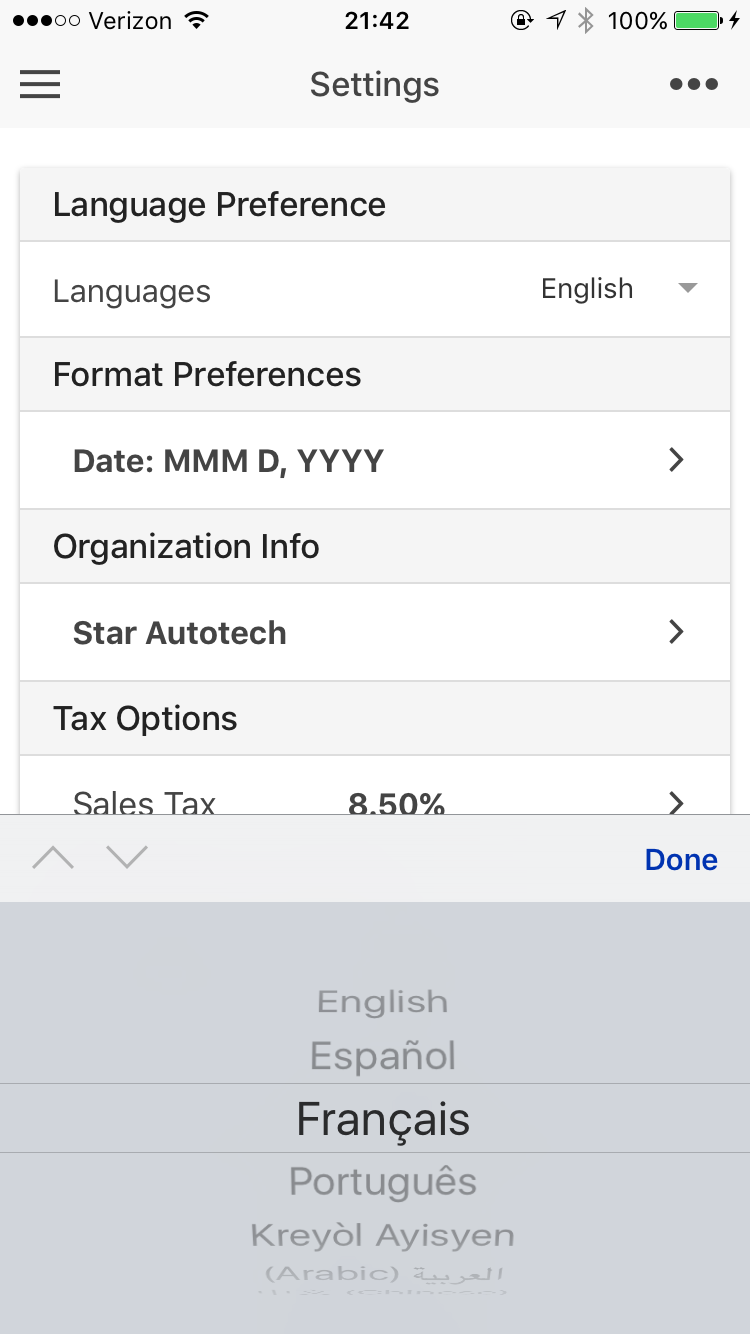 Verizon 21:42 100%
Settings
Language Preference
Languages English
Format Preferences
Date: MMM D, YYYY
Organization Info
Star Autotech
Tax Options
Sales Tax 8.50%
Done
English
Español
Français
Português
Kreyòl Ayisyen
(Arabic) العربية